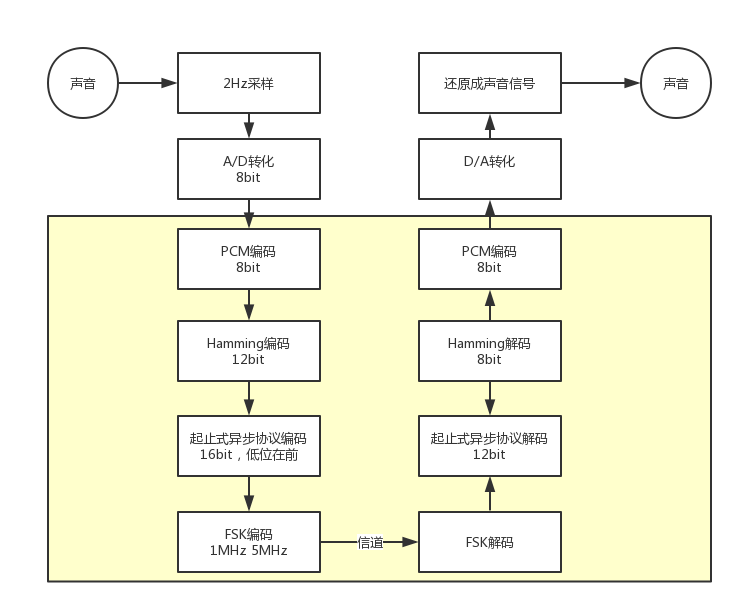 声音
2Hz采样
还原成声音信号
声音
A/D转化
8bit
D/A转化
PCM编码
8bit
PCM编码
8bit
Hamming编码
12bit
Hamming解码
8bit
起止式异步协议编码
16bit，低位在前
起止式异步协议解码
12bit
FSK编码
1MHz 5MHz
信道
FSK解码